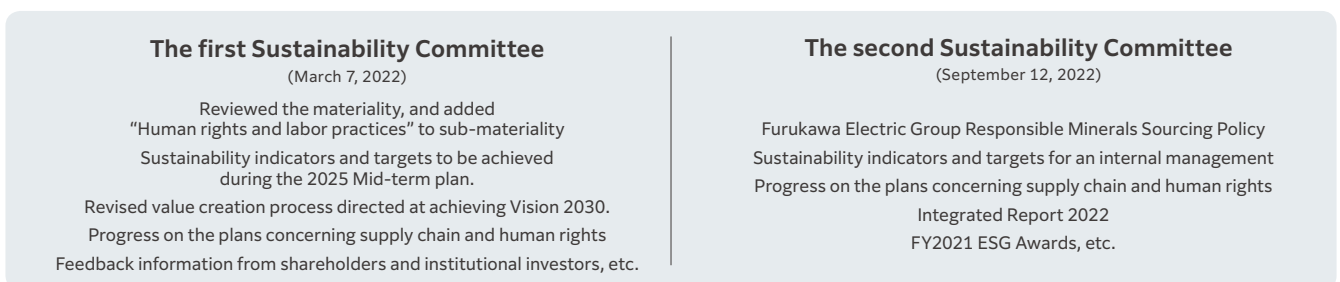 The first Sustainability Committee
(March 7, 2022)
Reviewed the materiality, and added
“Human rights and labor practices” to sub-materiality
Sustainability indicators and targets to be achieved
during the 2025 Mid-term plan.
Revised value creation process directed at achieving Vision 2030.
Progress on the plans concerning supply chain and human rights
Feedback information from shareholders and institutional investors, etc.
The second Sustainability Committee
(September 12, 2022)
Furukawa Electric Group Responsible Minerals Sourcing Policy
Sustainability indicators and targets for an internal management
Progress on the plans concerning supply chain and human rights
Integrated Report 2022
FY2021 ESG Awards, etc.